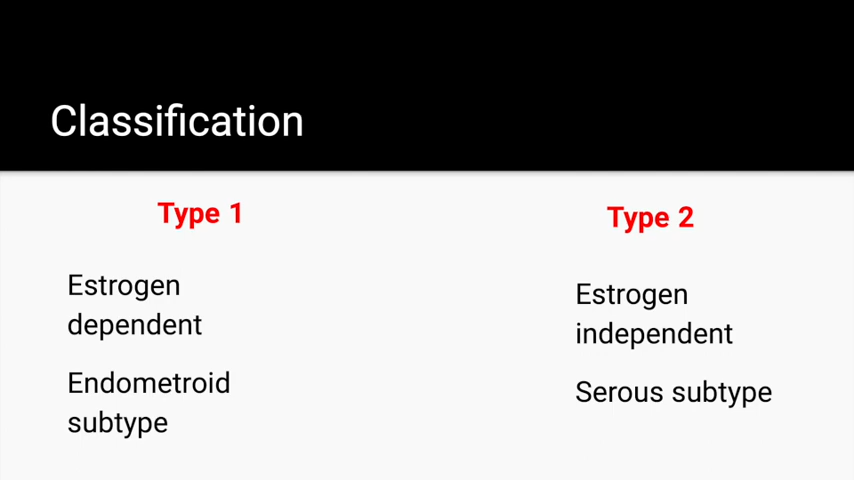 Classification
Type 1
Estrogen
dependent
Endometroid
subtype
Type 2
Estrogen
independent
Serous subtype